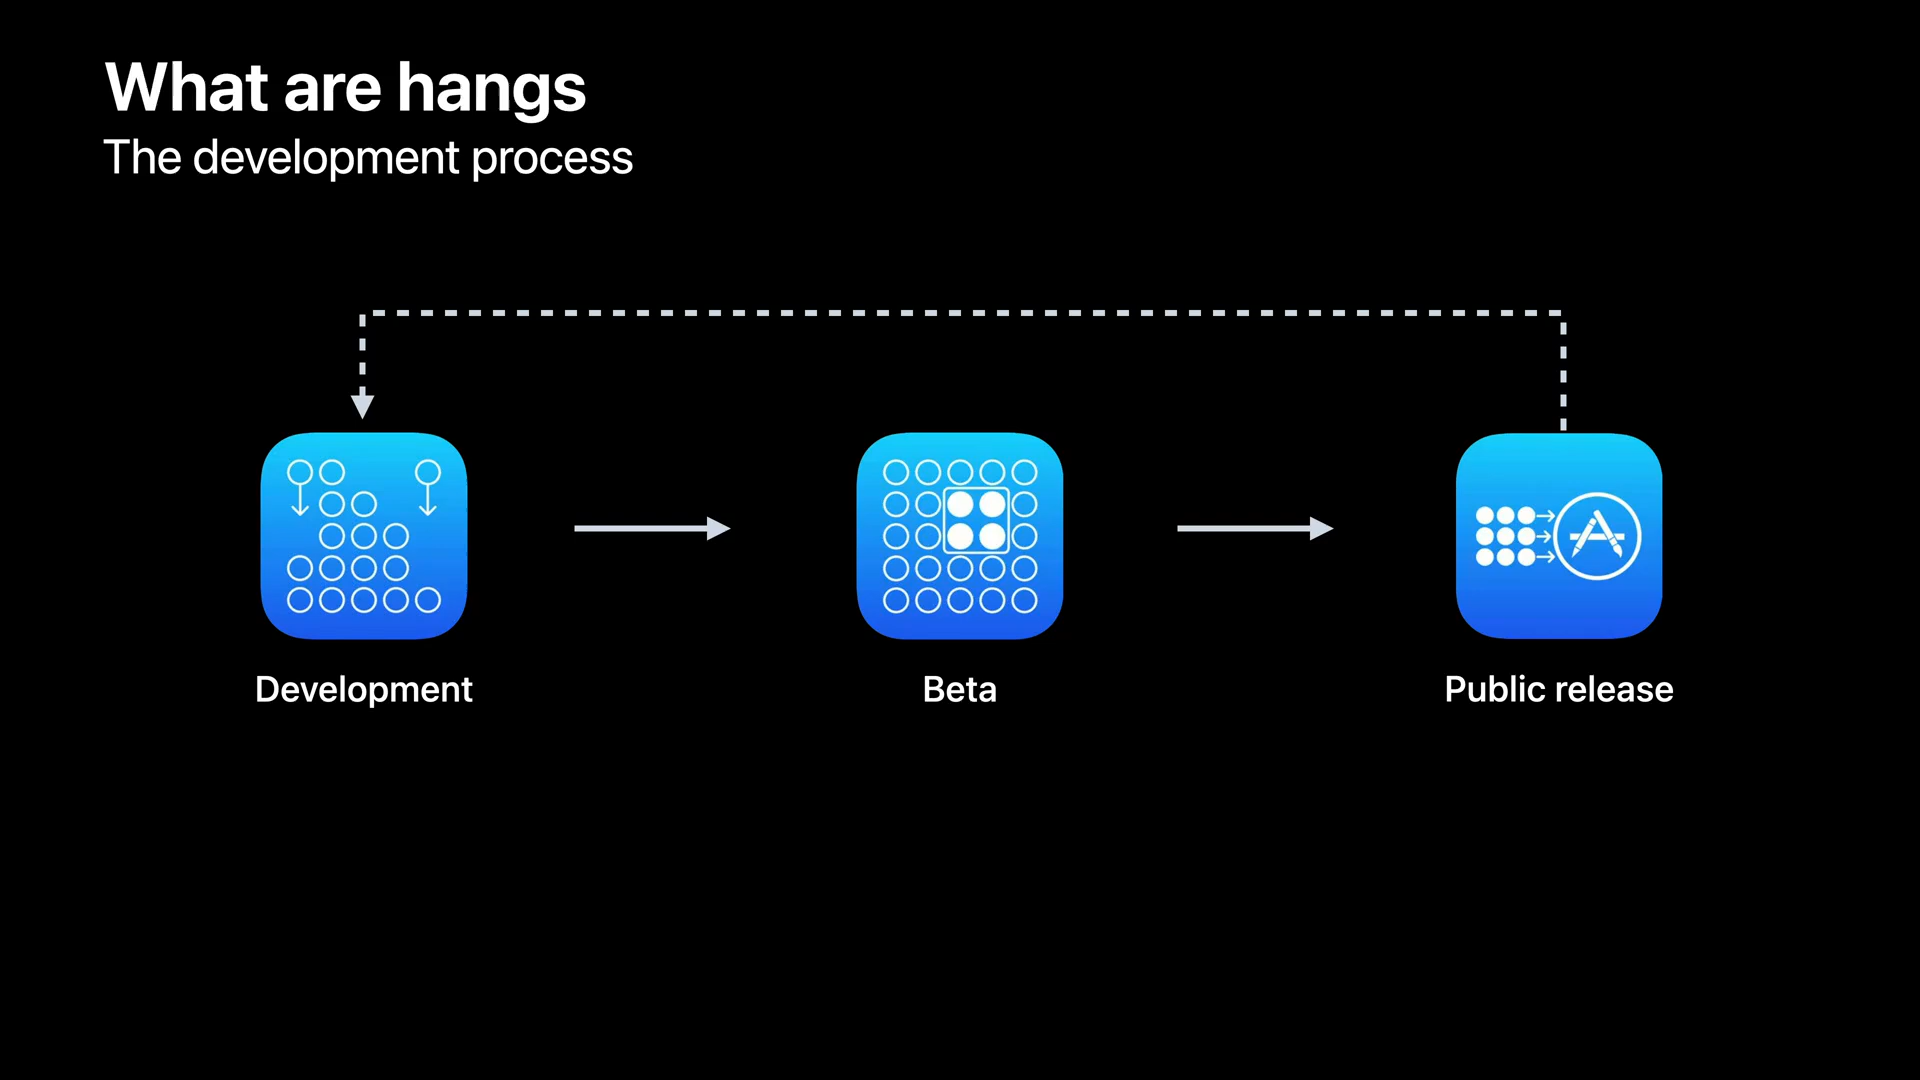 What are hangs
The development process
Development
Beta
Public release